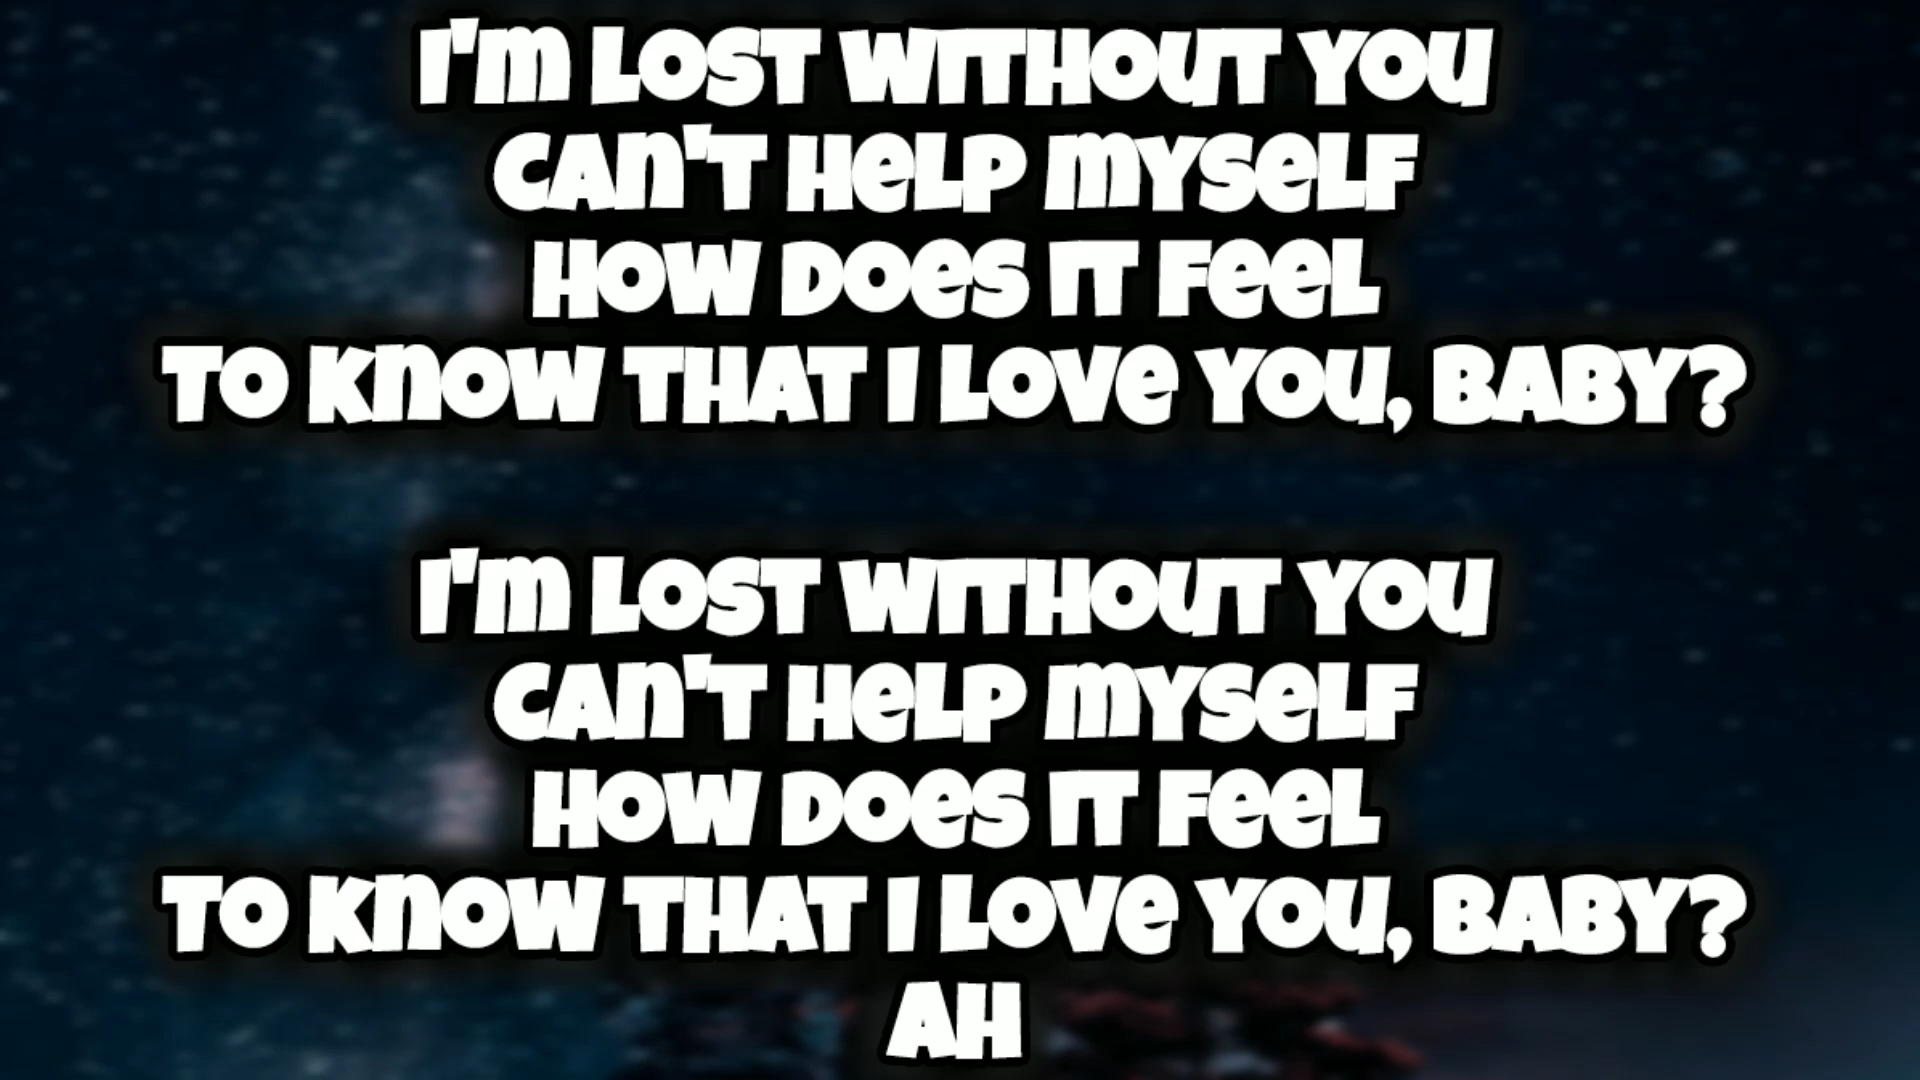 I'm lost without you
Can't help myself
How does it feel
To know that I love you, baby?
I'm lost without you
Can't help myself
How does it feel
To know that I love you, baby?
Ah